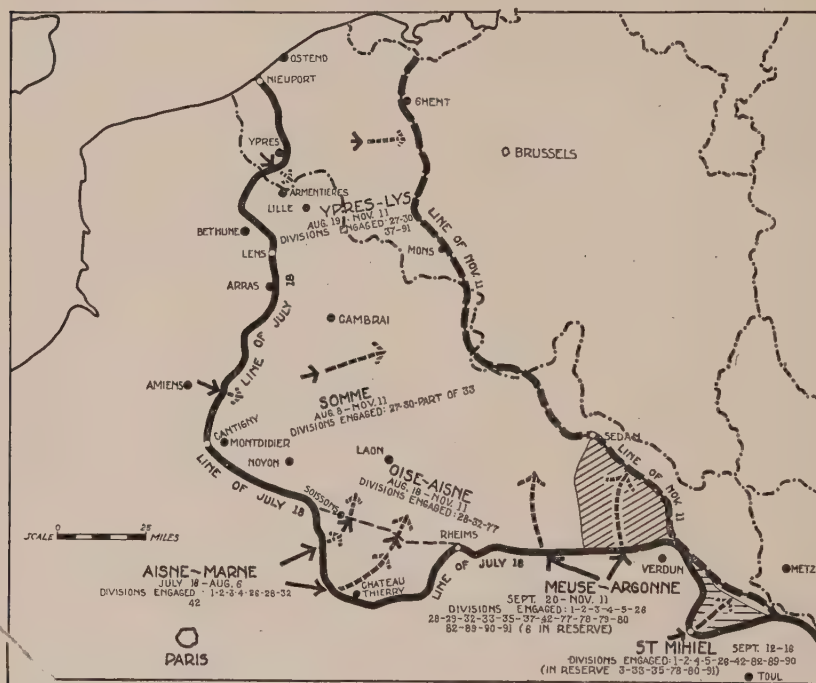 OSTEND
NIEUPORT
GHENT
YPRES
BRUSSELS
ARMENTIERES
LILLE
YPRES-LYS
AUG. 19 - NOV. 11
DIVISIONS ENGAGED: 27-30
37-91
BETHUNE
LENS
MONS
LINE OF NOV. 11
ARRAS
LINE OF JULY 18
CAMBRAI
AMIENS
SOMME
AUG. 8 - NOV. 11
DIVISIONS ENGAGED: 27-30-PART OF 33
CANTIGNY
MONTDIDIER
NOYON
LAON
SEDAN
LINE OF NOV. 11
LINE OF JULY 18
OISE-AISNE
AUG. 18 - NOV. 11
DIVISIONS ENGAGED: 28-32-77
SOISSONS
SCALE 0 25 MILES
RHEIMS
LINE OF JULY 18
VERDUN
METZ
AISNE-MARNE
JULY 18 - AUG. 6
DIVISIONS ENGAGED: 1-2-3-4-26-28-32
42
CHATEAU
THIERRY
MEUSE-ARGONNE
SEPT. 20 - NOV. 11
DIVISIONS ENGAGED: 1-2-3-4-5-26
28-29-32-33-35-37-42-77-78-79-80
82-89-90-91 (6 IN RESERVE)
PARIS
ST MIHIEL SEPT. 12-16
DIVISIONS ENGAGED: 1-2-4-5-26-42-82-89-90
(IN RESERVE 3-33-35-78-80-91)
TOUL